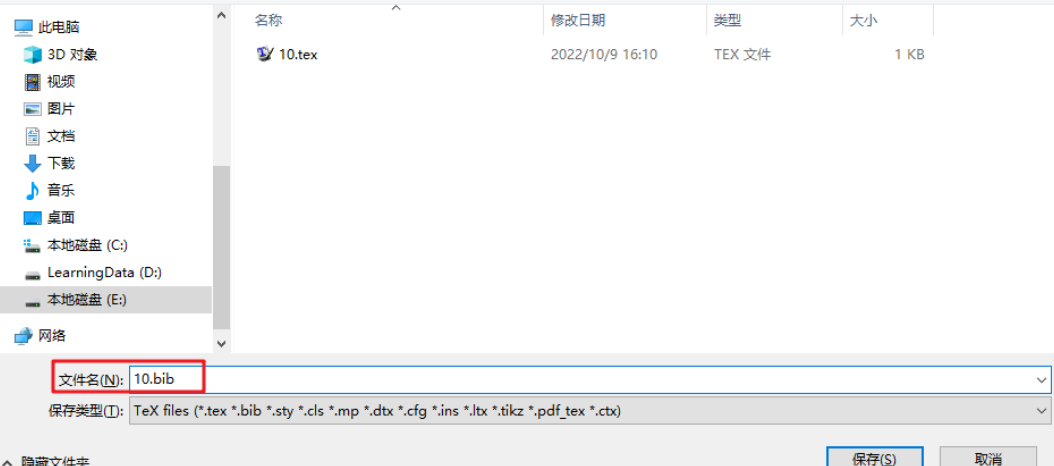 此电脑
3D 对象
视频
图片
文档
下载
音乐
桌面
本地磁盘 (C:)
LearningData (D:)
本地磁盘 (E:)
网络
名称 修改日期 类型 大小
10.tex 2022/10/9 16:10 TEX 文件 1 KB
文件名(N): 10.bib
保存类型(T): TeX files (*.tex *.bib *.sty *.cls *.mp *.dtx *.cfg *.ins *.ltx *.tikz *.pdf_tex *.ctx)
隐藏文件夹 保存(S) 取消